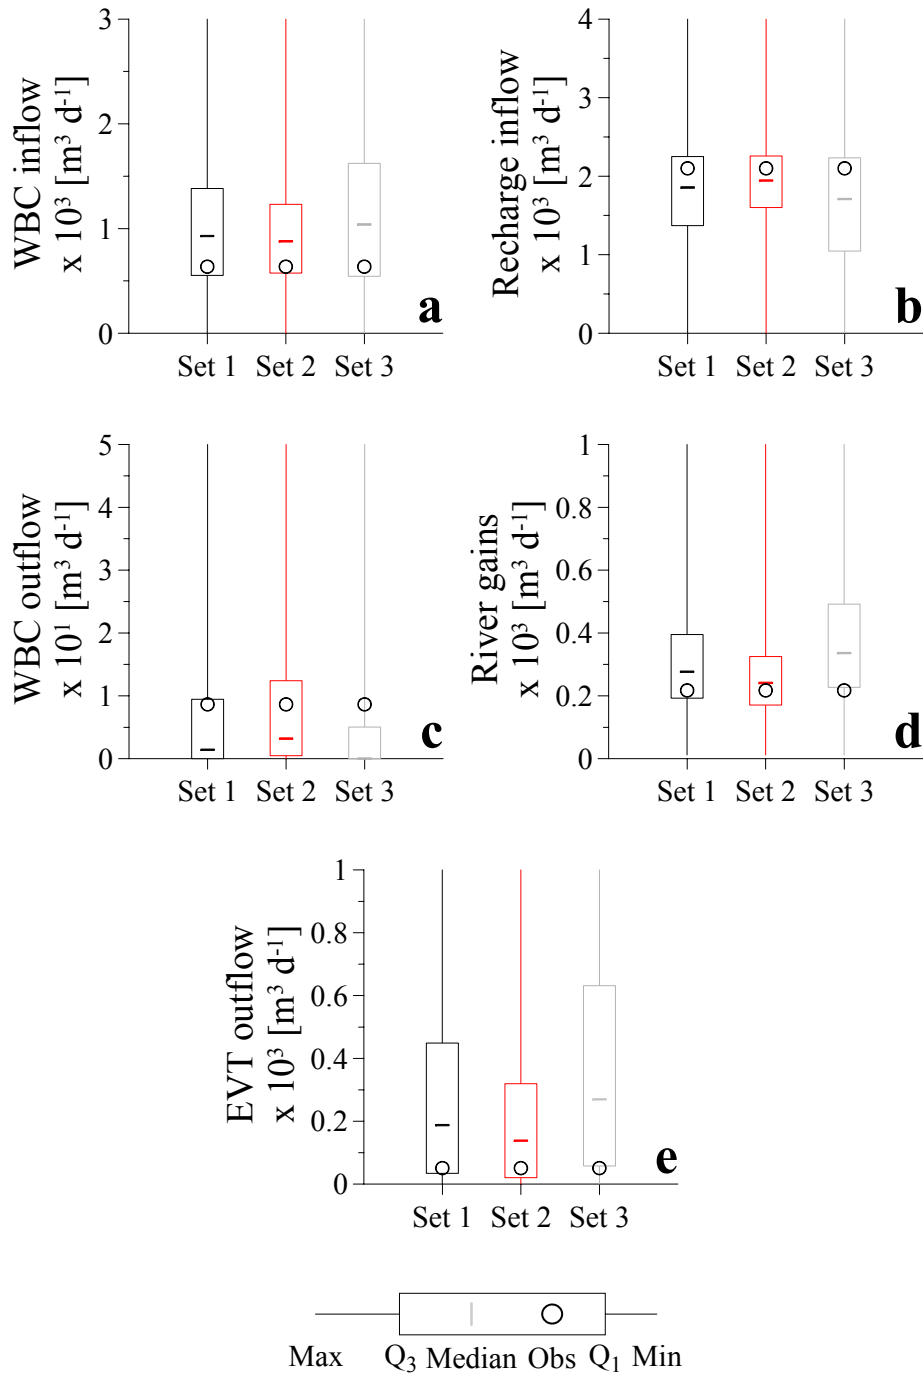 WBC inflow
x 10³ [m³ d⁻¹]
3
2
1
0
Set 1 Set 2 Set 3
a
Recharge inflow
x 10³ [m³ d⁻¹]
4
3
2
1
0
Set 1 Set 2 Set 3
b
WBC outflow
x 10¹ [m³ d⁻¹]
5
4
3
2
1
0
Set 1 Set 2 Set 3
c
River gains
x 10³ [m³ d⁻¹]
1
0.8
0.6
0.4
0.2
0
Set 1 Set 2 Set 3
d
EVT outflow
x 10³ [m³ d⁻¹]
1
0.8
0.6
0.4
0.2
0
Set 1 Set 2 Set 3
e
Max Q₃ Median Obs Q₁ Min